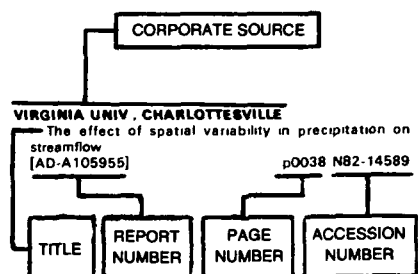 CORPORATE SOURCE
VIRGINIA UNIV, CHARLOTTESVILLE
The effect of spatial variability in precipitation on
streamflow
[AD-A105955] p0038 N82-14589
TITLE
REPORT
NUMBER
PAGE
NUMBER
ACCESSION
NUMBER